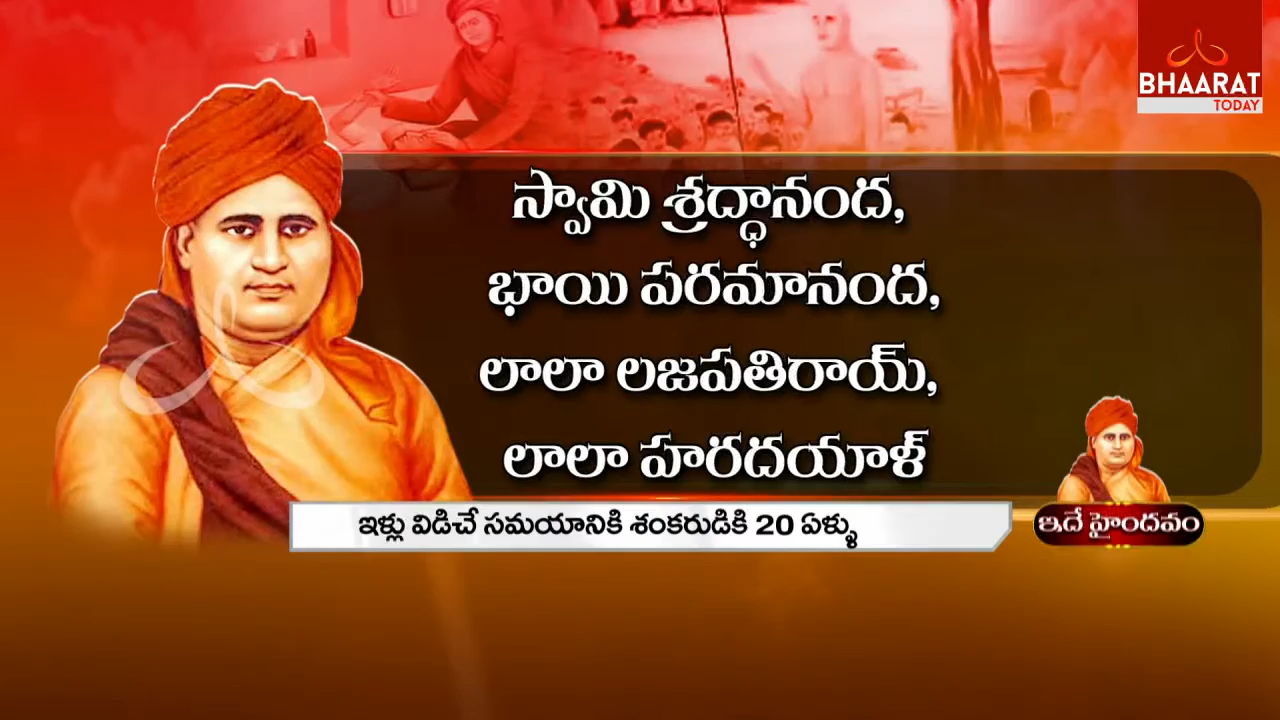 BHAARAT
TODAY
స్వామి శ్రద్ధానంద,
భాయి పరమానంద,
లాలా లజపతిరాయ్,
లాలా హరదయాళ్
ఇళ్లు విడిచే సమయానికి శంకరుడికి 20 ఏళ్ళు
ఇదే హైందవం